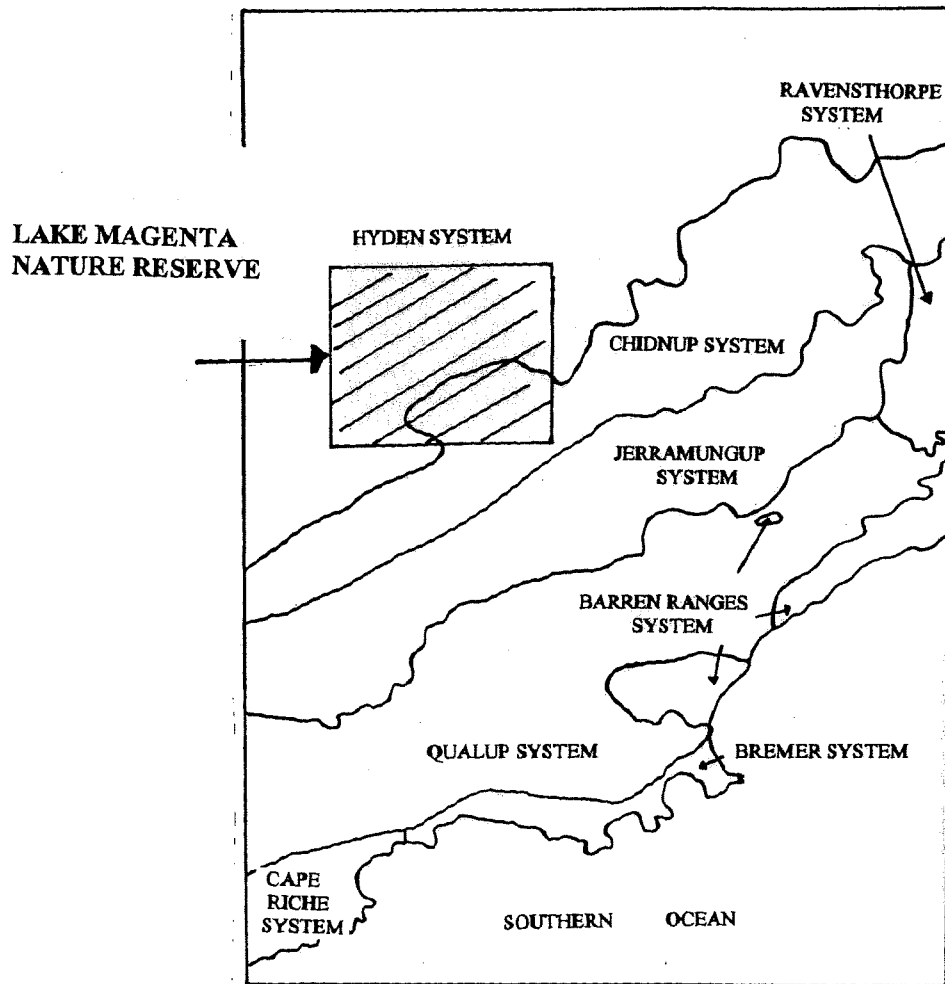 RAVENSTHORPE
SYSTEM
LAKE MAGENTA
NATURE RESERVE
HYDEN SYSTEM
CHIDNUP SYSTEM
JERRAMUNGUP
SYSTEM
BARREN RANGES
SYSTEM
QUALUP SYSTEM
BREMER SYSTEM
CAPE
RICHE
SYSTEM
SOUTHERN OCEAN